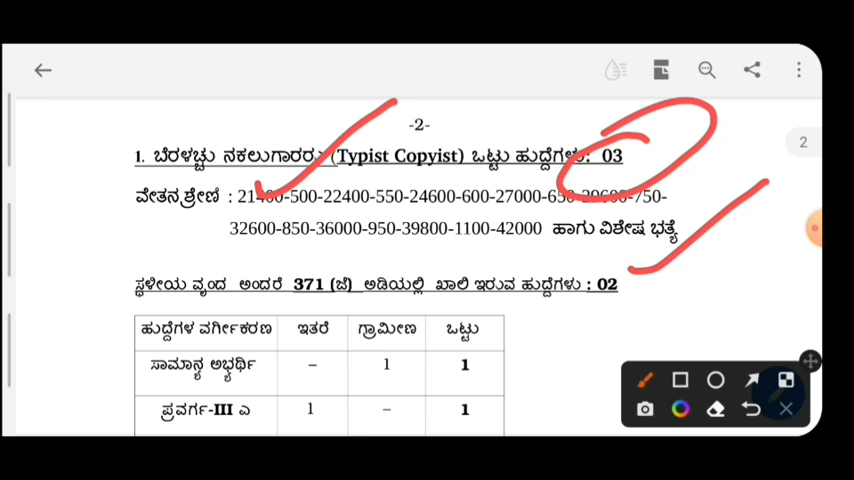 2
-2-
1. ಬೆರಳಚ್ಚು ನಕಲುಗಾರರು (Typist Copyist) ಒಟ್ಟು ಹುದ್ದೆಗಳು: 03
ವೇತನಶ್ರೇಣಿ : 21400-500-22400-550-24600-600-27000-650-29600-750-
32600-850-36000-950-39800-1100-42000 ಹಾಗು ವಿಶೇಷ ಭತ್ಯೆ
ಸ್ಥಳೀಯ ವೃಂದ ಅಂದರೆ 371 (ಜೆ) ಅಡಿಯಲ್ಲಿ ಖಾಲಿ ಇರುವ ಹುದ್ದೆಗಳು : 02
ಹುದ್ದೆಗಳ ವರ್ಗೀಕರಣ ಇತರೆ ಗ್ರಾಮೀಣ ಒಟ್ಟು
ಸಾಮಾನ್ಯ ಅಭ್ಯರ್ಥಿ – 1 1
ಪ್ರವರ್ಗ-III ಎ 1 – 1